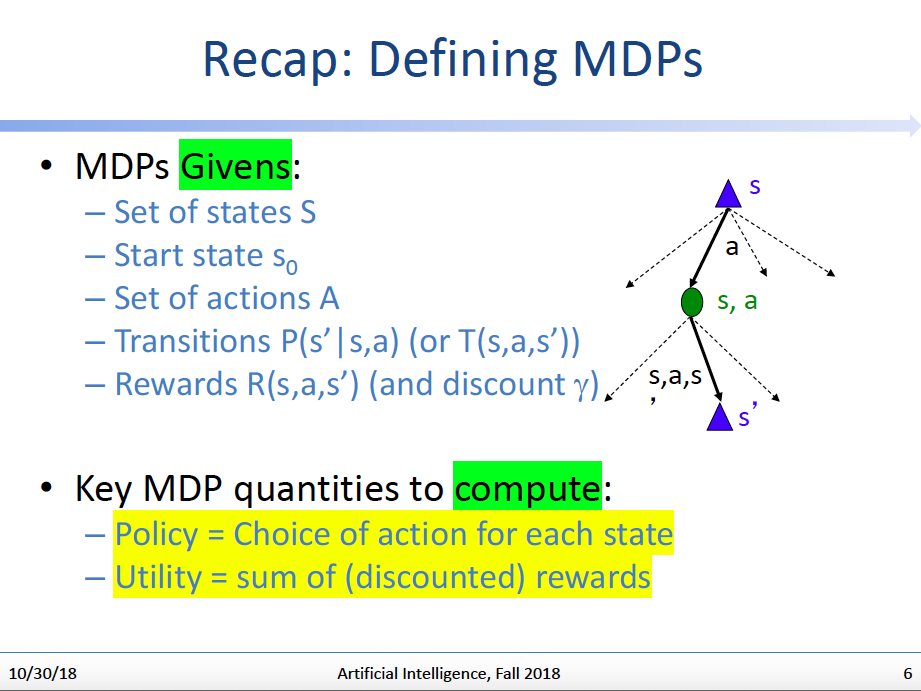 Recap: Defining MDPs
• MDPs Givens:
– Set of states S
– Start state s0
– Set of actions A
– Transitions P(s’|s,a) (or T(s,a,s’))
– Rewards R(s,a,s’) (and discount γ)
s
a
s, a
s,a,s
’
s’
• Key MDP quantities to compute:
– Policy = Choice of action for each state
– Utility = sum of (discounted) rewards
10/30/18
Artificial Intelligence, Fall 2018
6